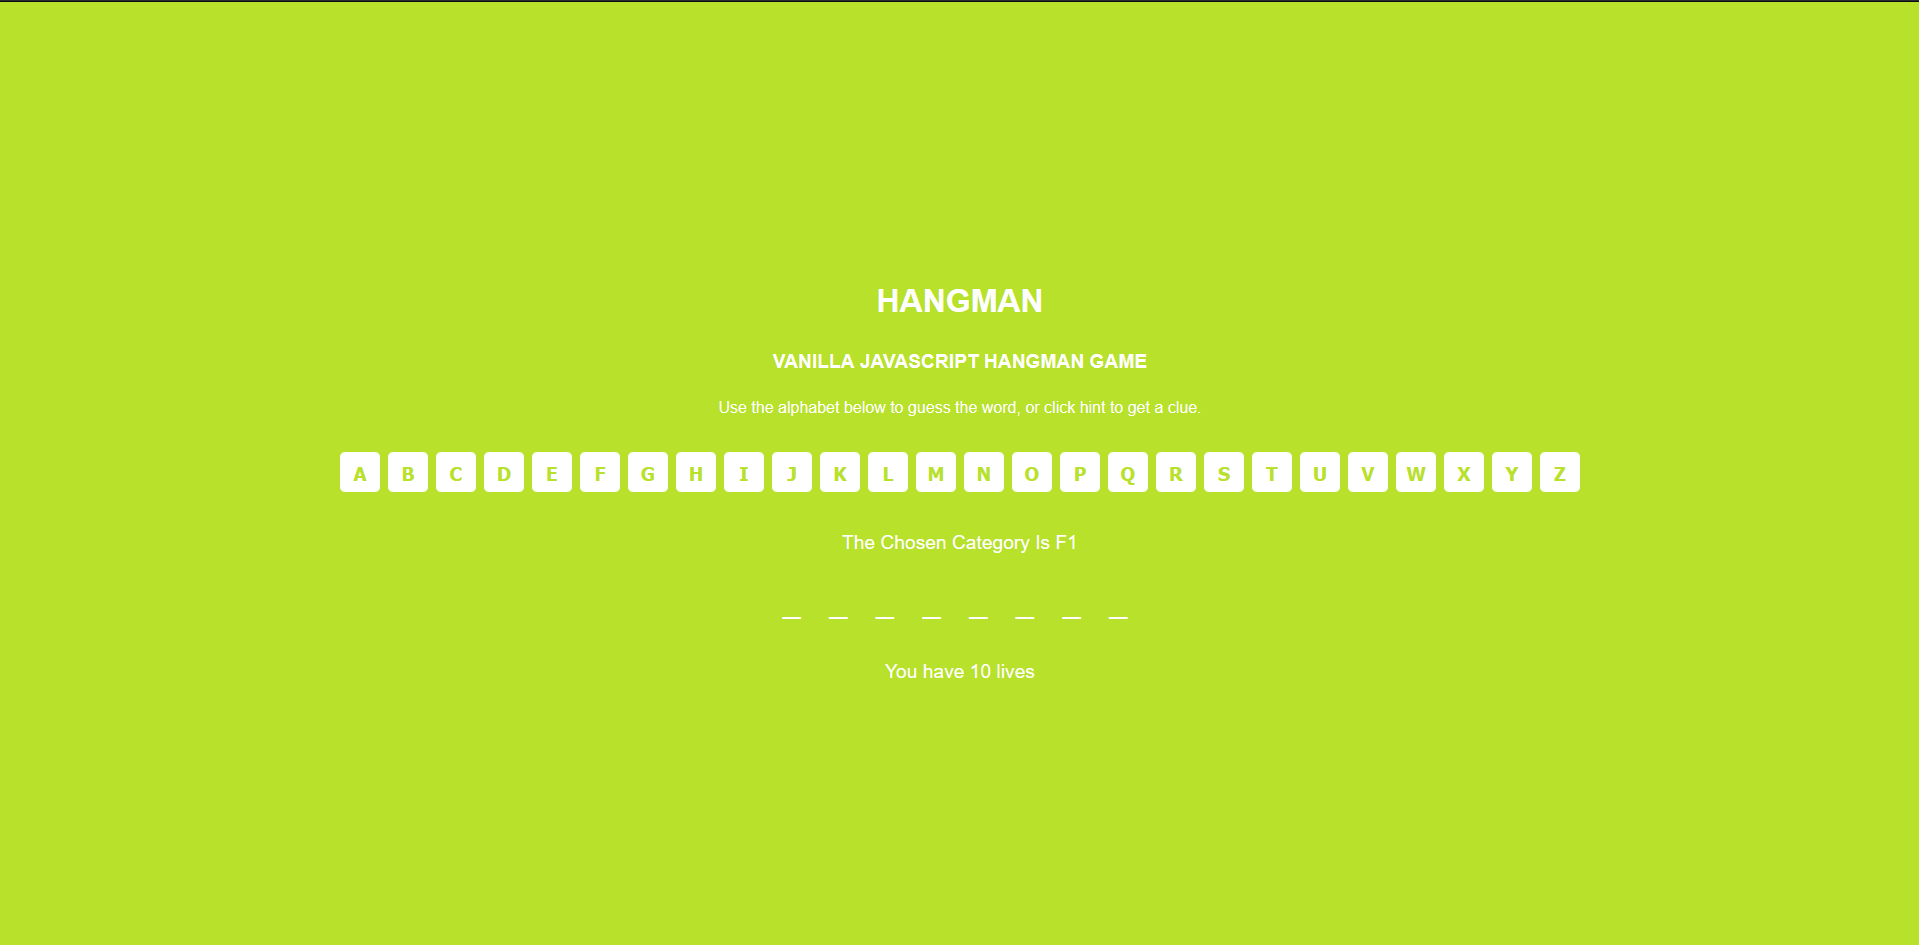 HANGMAN
VANILLA JAVASCRIPT HANGMAN GAME
Use the alphabet below to guess the word, or click hint to get a clue.
A B C D E F G H I J K L M N O P Q R S T U V W X Y Z
The Chosen Category Is F1
_ _ _ _ _ _ _ _
You have 10 lives